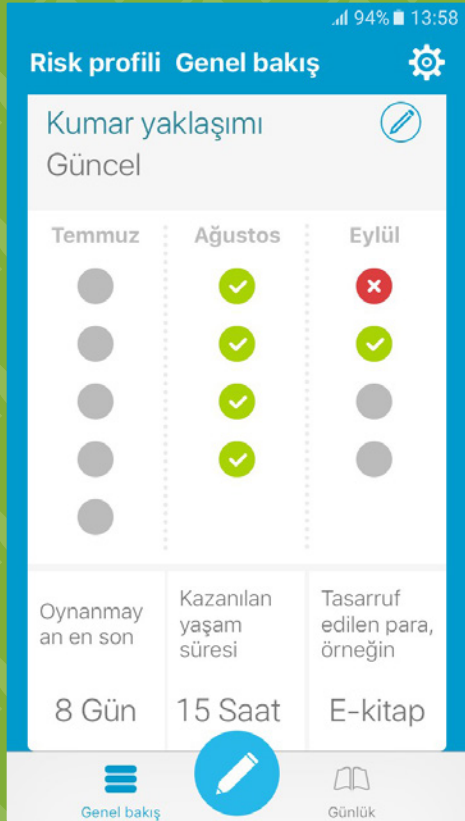 94% 13:58
Risk profili Genel bakış
Kumar yaklaşımı
Güncel
Temmuz Ağustos Eylül
Oynanmay
an en son
8 Gün
Kazanılan
yaşam
süresi
15 Saat
Tasarruf
edilen para,
örneğin
E-kitap
Genel bakış
Günlük